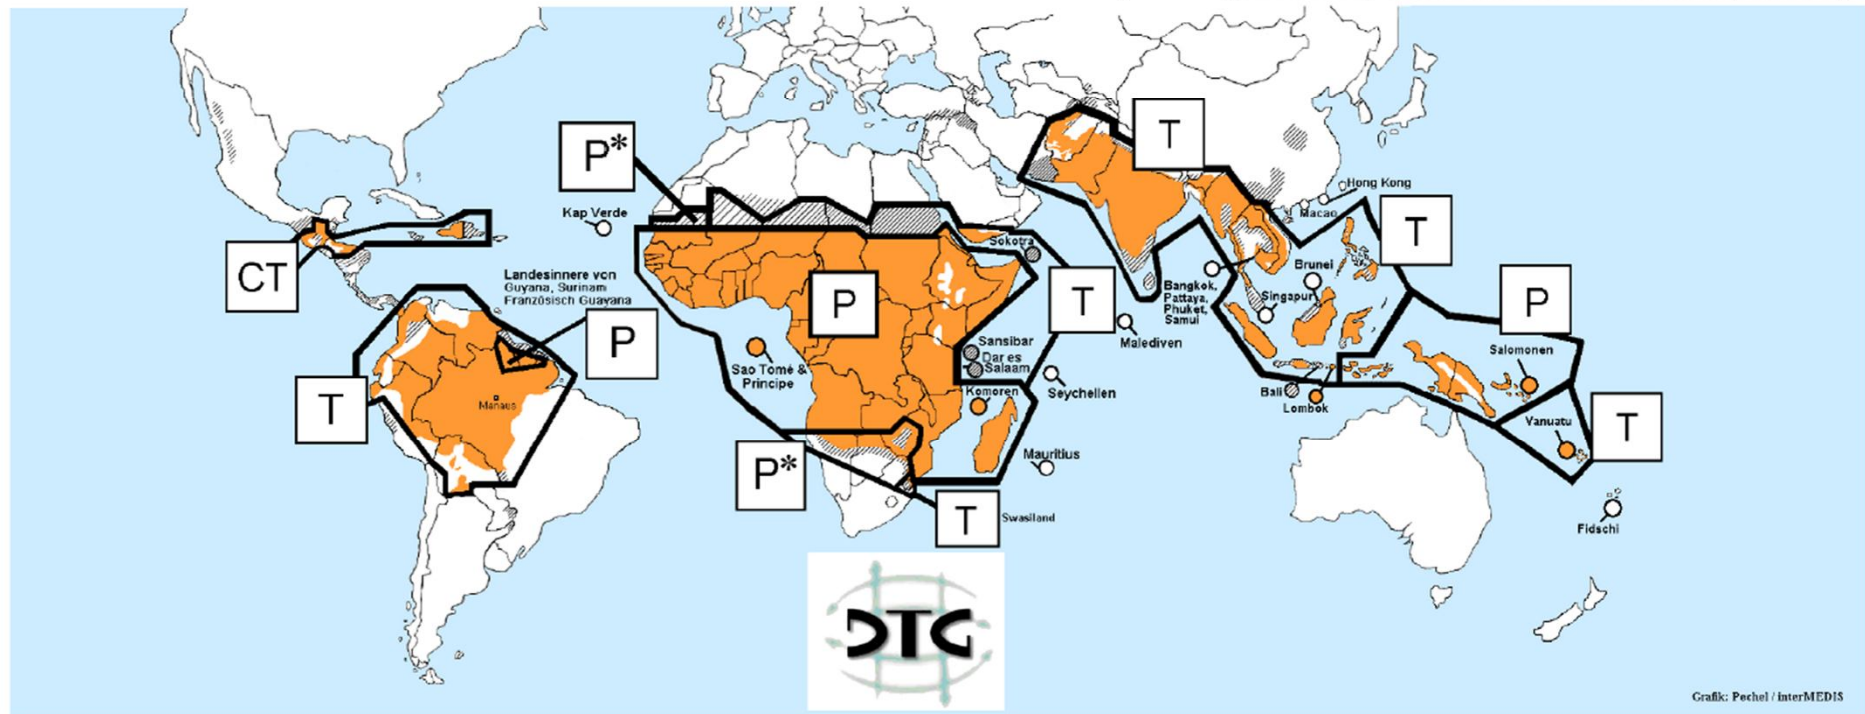 T
P*
Hong Kong
Macao
Kap Verde
T
Sokotra
CT
Landesinnere von
Guyana, Surinam
Französisch Guayana
P
Brunei
Bangkok,
Pattaya,
Phuket,
Samui
Singapur
T
P
P
Malediven
Sansibar
Dar es
Salaam
Salomonen
Sao Tomé &
Principe
Seychellen
Komoren
Bali
Lombok
T
Manaus
Vanuatu
T
Mauritius
P*
T
Swasiland
Fidschi
DTG
Grafik: Pechel / interMEDIS